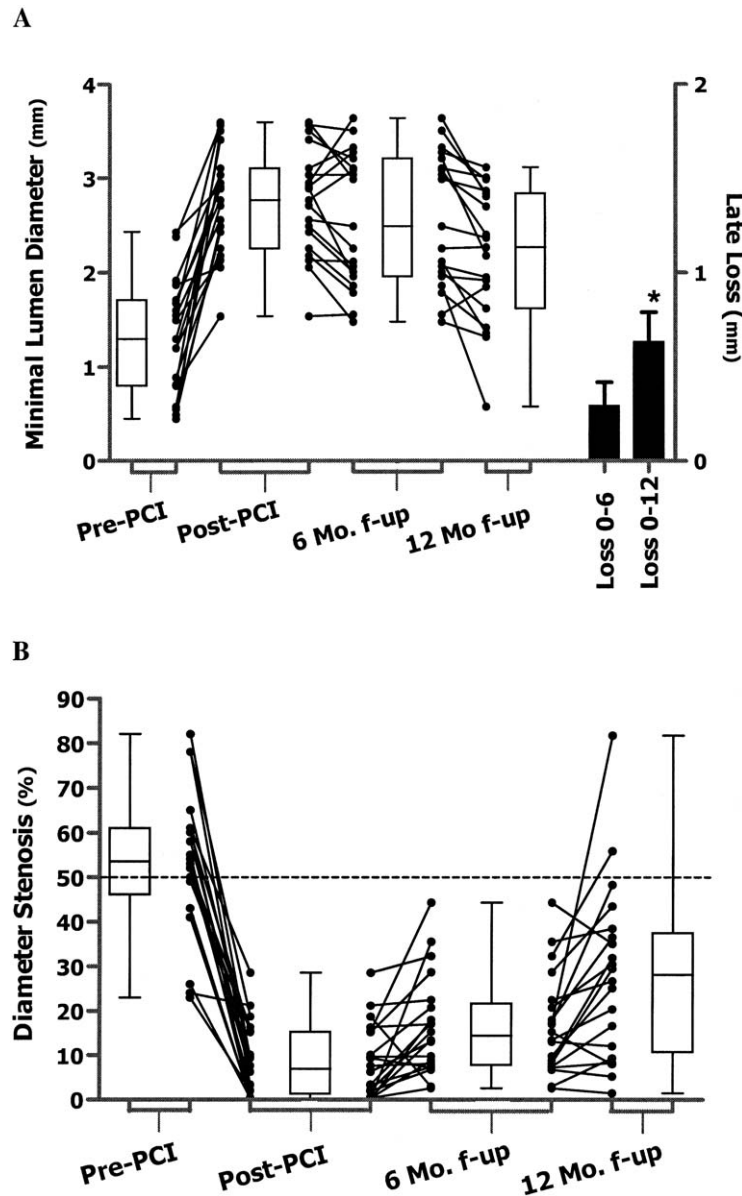 A
4
3
2
1
0
Minimal Lumen Diameter (mm)
2
1
0
Late Loss (mm)
*
Pre-PCI
Post-PCI
6 Mo. f-up
12 Mo f-up
Loss 0-6
Loss 0-12
B
90
80
70
60
50
40
30
20
10
0
Diameter Stenosis (%)
Pre-PCI
Post-PCI
6 Mo. f-up
12 Mo. f-up